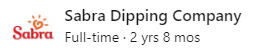 Sabra
Sabra Dipping Company
Full-time · 2 yrs 8 mos